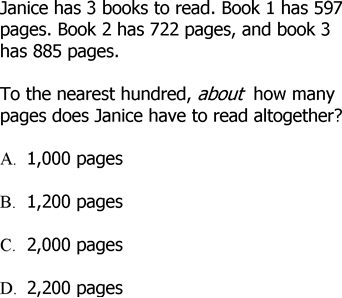 Janice has 3 books to read. Book 1 has 597
pages. Book 2 has 722 pages, and book 3
has 885 pages.
To the nearest hundred, about how many
pages does Janice have to read altogether?
A. 1,000 pages
B. 1,200 pages
C. 2,000 pages
D. 2,200 pages